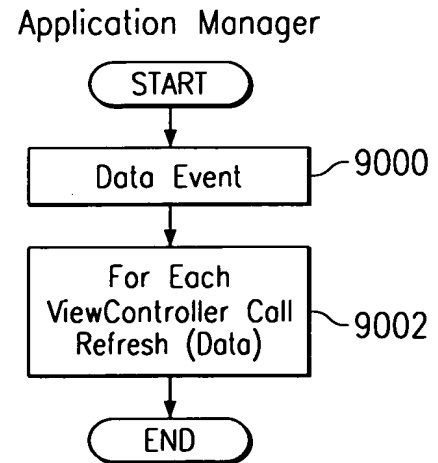 Application Manager
START
Data Event
9000
For Each
ViewController Call
Refresh (Data)
9002
END